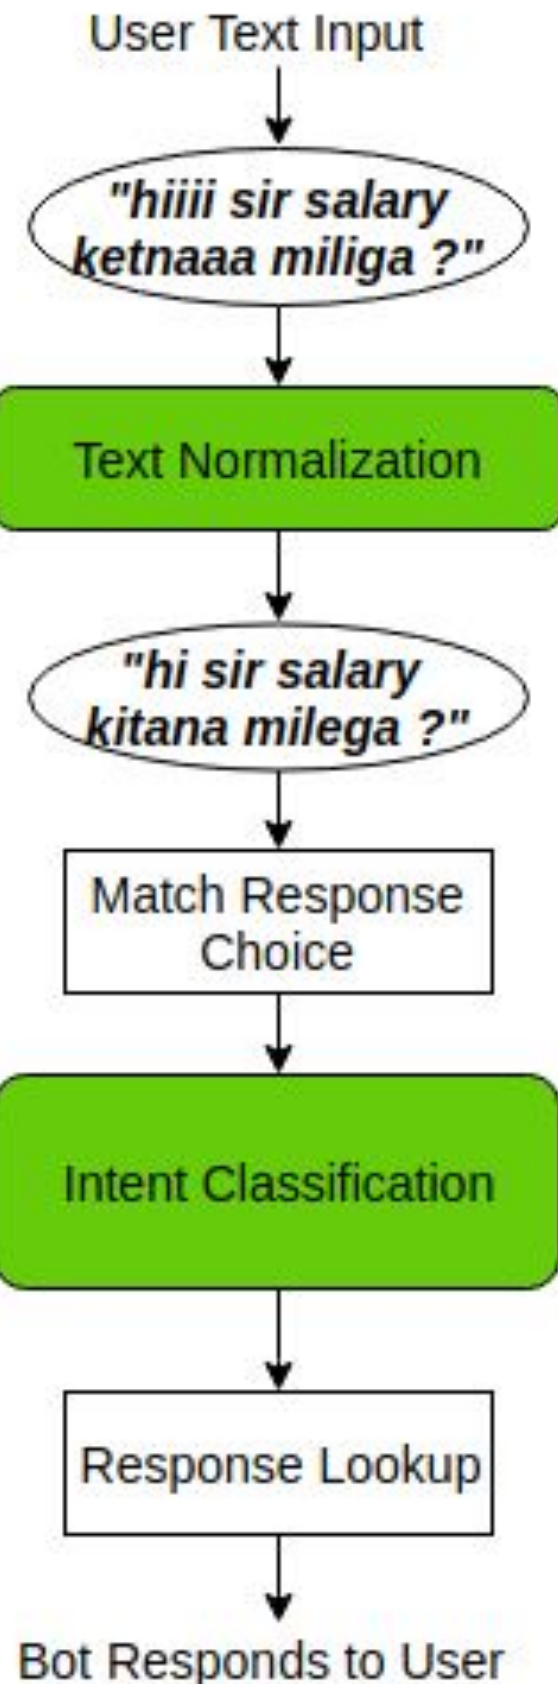 User Text Input
"hiiii sir salary
ketnaaa miliga ?"
Text Normalization
"hi sir salary
kitana milega ?"
Match Response
Choice
Intent Classification
Response Lookup
Bot Responds to User